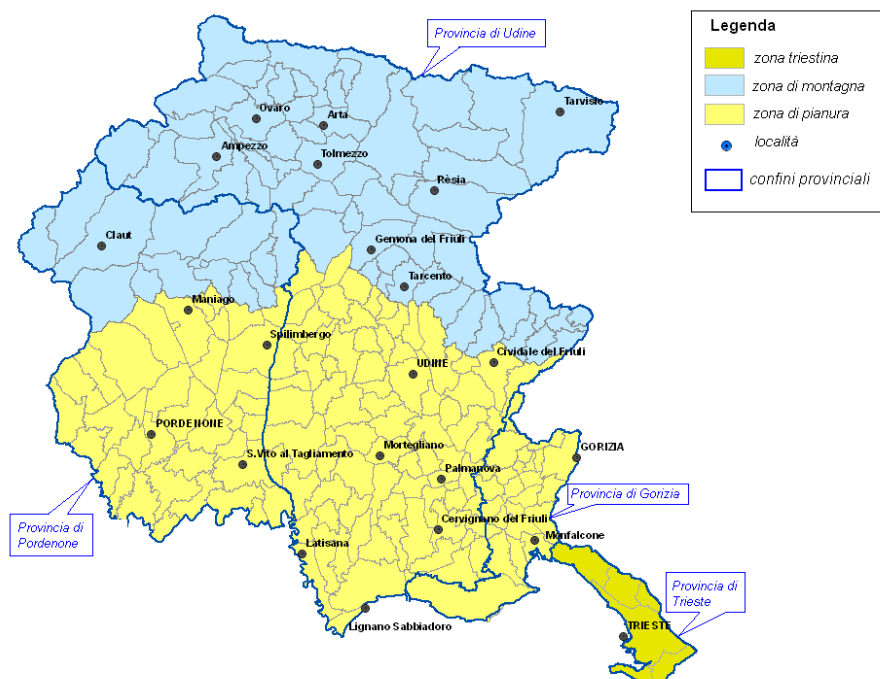 Provincia di Udine
Legenda
zona triestina
zona di montagna
zona di pianura
località
confini provinciali
Ovaro
Arta
Tarvisio
Ampezzo
Tolmezzo
Rèsia
Claut
Gemona del Friuli
Tarcento
Maniago
Spilimbergo
Cividale del Friuli
UDINE
PORDENONE
Mortegliano
GORIZIA
S.Vito al Tagliamento
Palmanova
Provincia di Gorizia
Provincia di
Pordenone
Cervignano del Friuli
Monfalcone
Latisana
Provincia di
Trieste
Lignano Sabbiadoro
TRIESTE